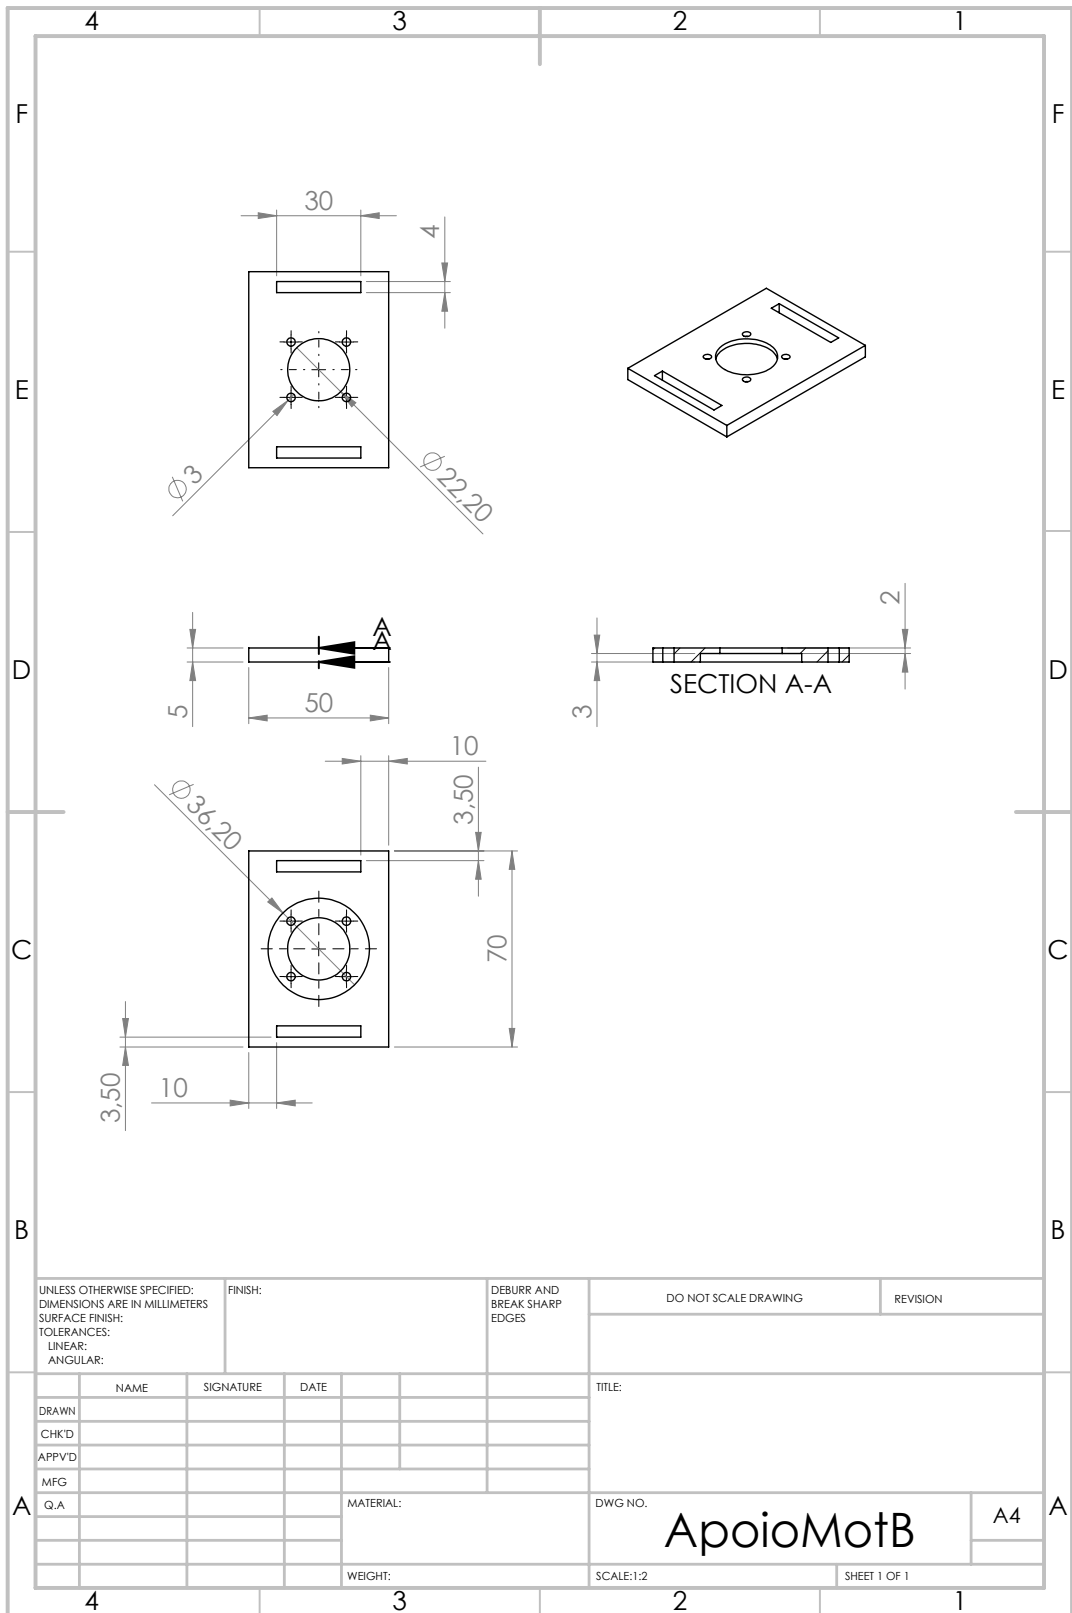 4 3 2 1
F F
30
4
E E
Ø3
Ø22,20
A
A
2
D D
SECTION A-A
5
50
3
10
3,50
Ø36,20
C C
70
3,50
10
B B
UNLESS OTHERWISE SPECIFIED:
DIMENSIONS ARE IN MILLIMETERS
SURFACE FINISH:
TOLERANCES:
LINEAR:
ANGULAR:
FINISH:
DEBURR AND
BREAK SHARP
EDGES
DO NOT SCALE DRAWING
REVISION
NAME SIGNATURE DATE
TITLE:
DRAWN
CHK'D
APPV'D
MFG
Q.A
MATERIAL:
DWG NO.
ApoioMotB
A4
A A
WEIGHT:
SCALE:1:2
SHEET 1 OF 1
4 3 2 1